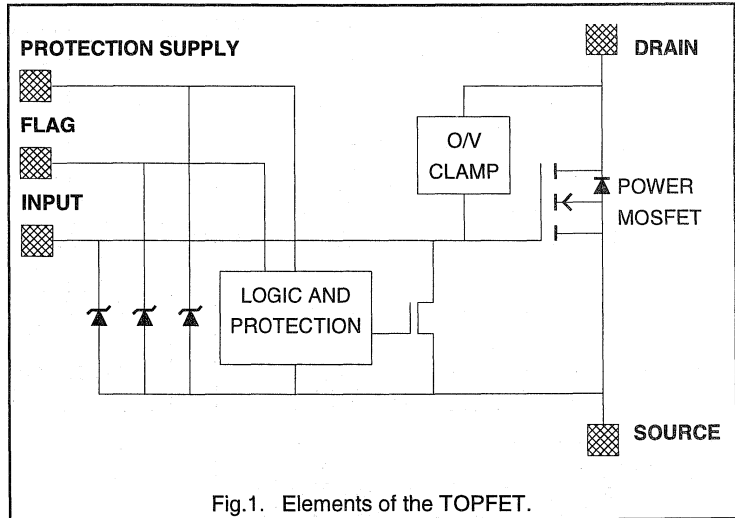 PROTECTION SUPPLY
DRAIN
FLAG
O/V
CLAMP
POWER
MOSFET
INPUT
LOGIC AND
PROTECTION
SOURCE
Fig.1. Elements of the TOPFET.